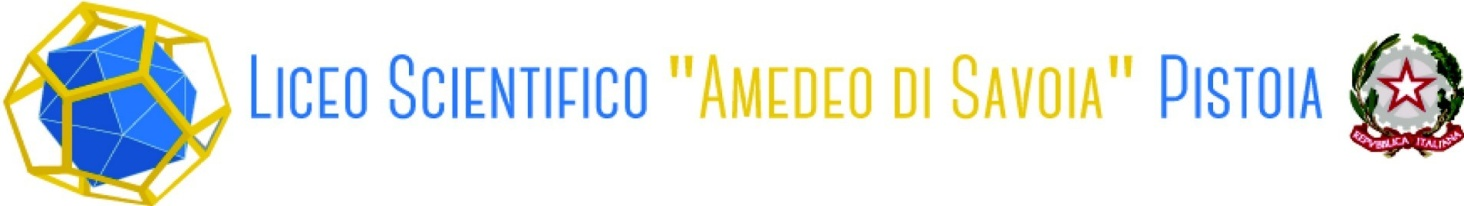 LICEO SCIENTIFICO "AMEDEO DI SAVOIA" PISTOIA
REPVBBLICA ITALIANA